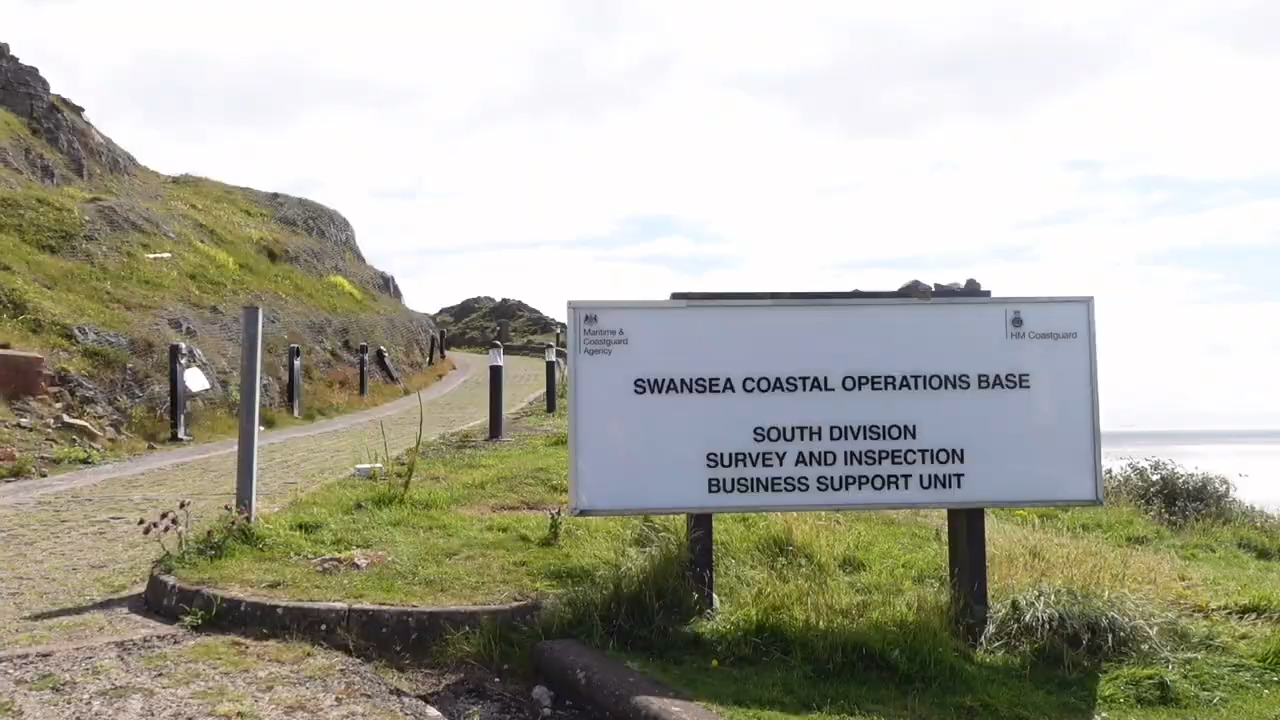 Maritime &
Coastguard
Agency
HM Coastguard
SWANSEA COASTAL OPERATIONS BASE
SOUTH DIVISION
SURVEY AND INSPECTION
BUSINESS SUPPORT UNIT